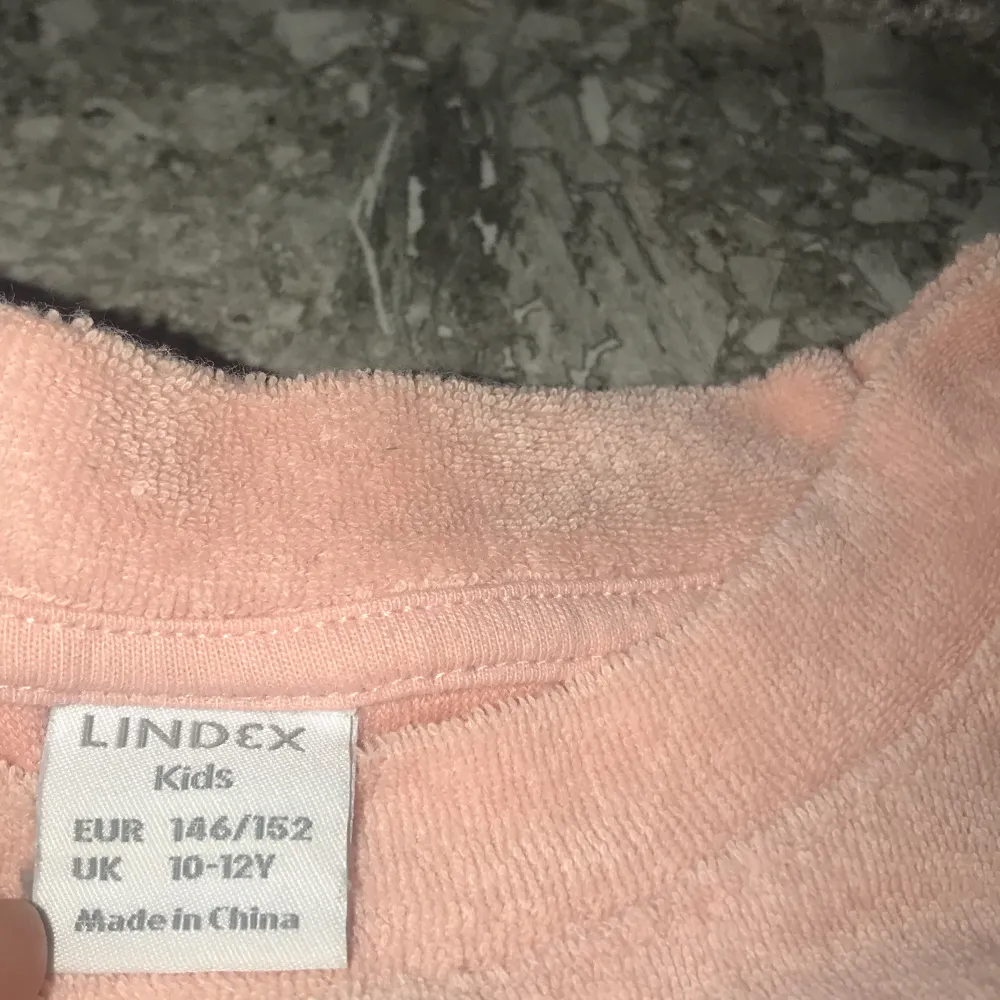 LINDEX
Kids
EUR 146/152
UK 10-12Y
Made in China